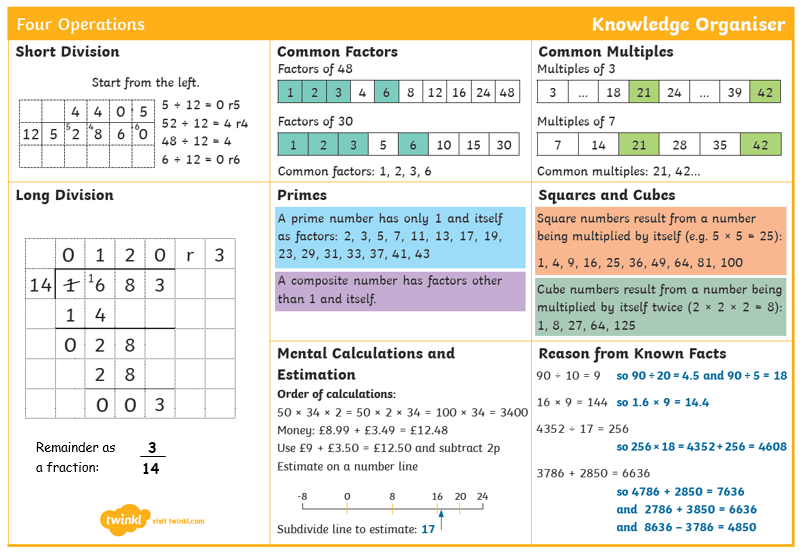 Four Operations
Knowledge Organiser
Short Division
Start from the left.
4 4 0 5
12 5 ⁵2 ⁴8 6 ⁶0
5 ÷ 12 = 0 r5
52 ÷ 12 = 4 r4
48 ÷ 12 = 4
6 ÷ 12 = 0 r6
Common Factors
Factors of 48
1 2 3 4 6 8 12 16 24 48
Factors of 30
1 2 3 5 6 10 15 30
Common factors: 1, 2, 3, 6
Common Multiples
Multiples of 3
3 ... 18 21 24 ... 39 42
Multiples of 7
7 14 21 28 35 42
Common multiples: 21, 42...
Long Division
0 1 2 0 r 3
14 1 ¹6 8 3
1 4
0 2 8
2 8
0 0 3
Remainder as
a fraction:
3
14
twinkl visit twinkl.com
Primes
A prime number has only 1 and itself
as factors: 2, 3, 5, 7, 11, 13, 17, 19,
23, 29, 31, 33, 37, 41, 43
A composite number has factors other
than 1 and itself.
Squares and Cubes
Square numbers result from a number
being multiplied by itself (e.g. 5 × 5 = 25):
1, 4, 9, 16, 25, 36, 49, 64, 81, 100
Cube numbers result from a number being
multiplied by itself twice (2 × 2 × 2 = 8):
1, 8, 27, 64, 125
Mental Calculations and
Estimation
Order of calculations:
50 × 34 × 2 = 50 × 2 × 34 = 100 × 34 = 3400
Money: £8.99 + £3.49 = £12.48
Use £9 + £3.50 = £12.50 and subtract 2p
Estimate on a number line
-8 0 8 16 20 24
Subdivide line to estimate: 17
Reason from Known Facts
90 ÷ 10 = 9 so 90 ÷ 20 = 4.5 and 90 ÷ 5 = 18
16 × 9 = 144 so 1.6 × 9 = 14.4
4352 ÷ 17 = 256
so 256 × 18 = 4352 + 256 = 4608
3786 + 2850 = 6636
so 4786 + 2850 = 7636
and 2786 + 3850 = 6636
and 8636 – 3786 = 4850